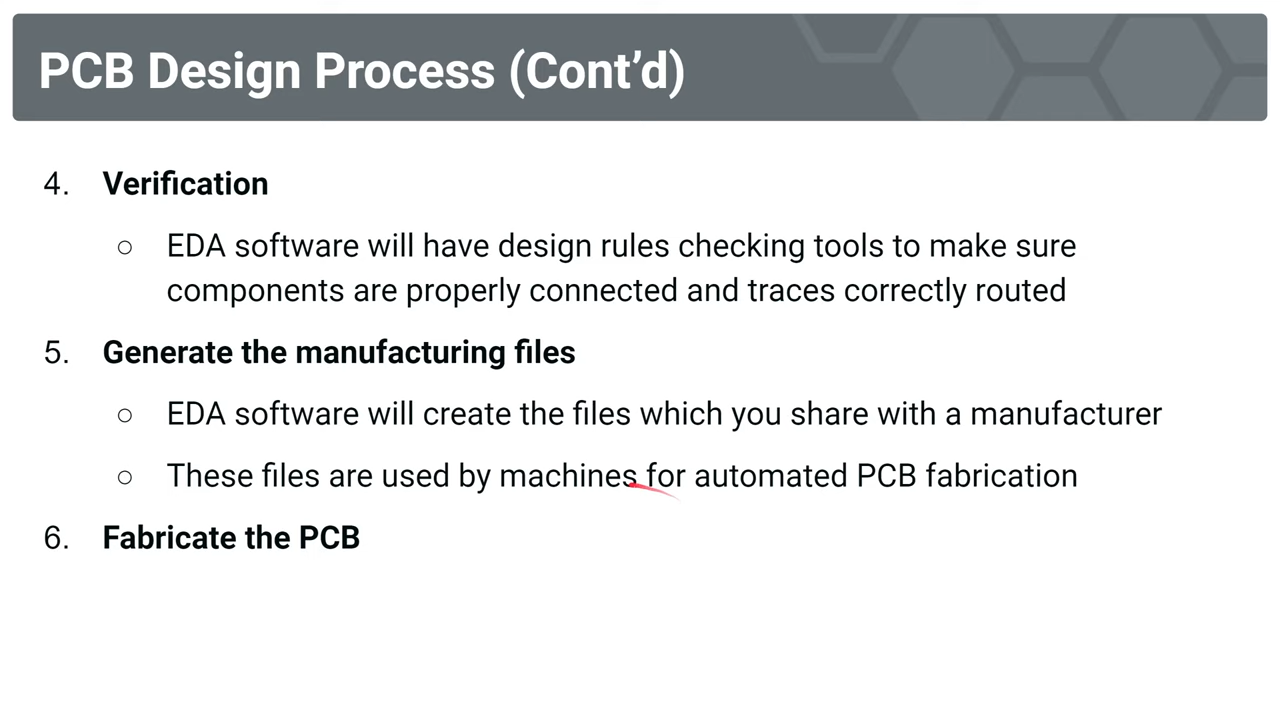 PCB Design Process (Cont’d)
4. Verification
○ EDA software will have design rules checking tools to make sure
components are properly connected and traces correctly routed
5. Generate the manufacturing files
○ EDA software will create the files which you share with a manufacturer
○ These files are used by machines for automated PCB fabrication
6. Fabricate the PCB